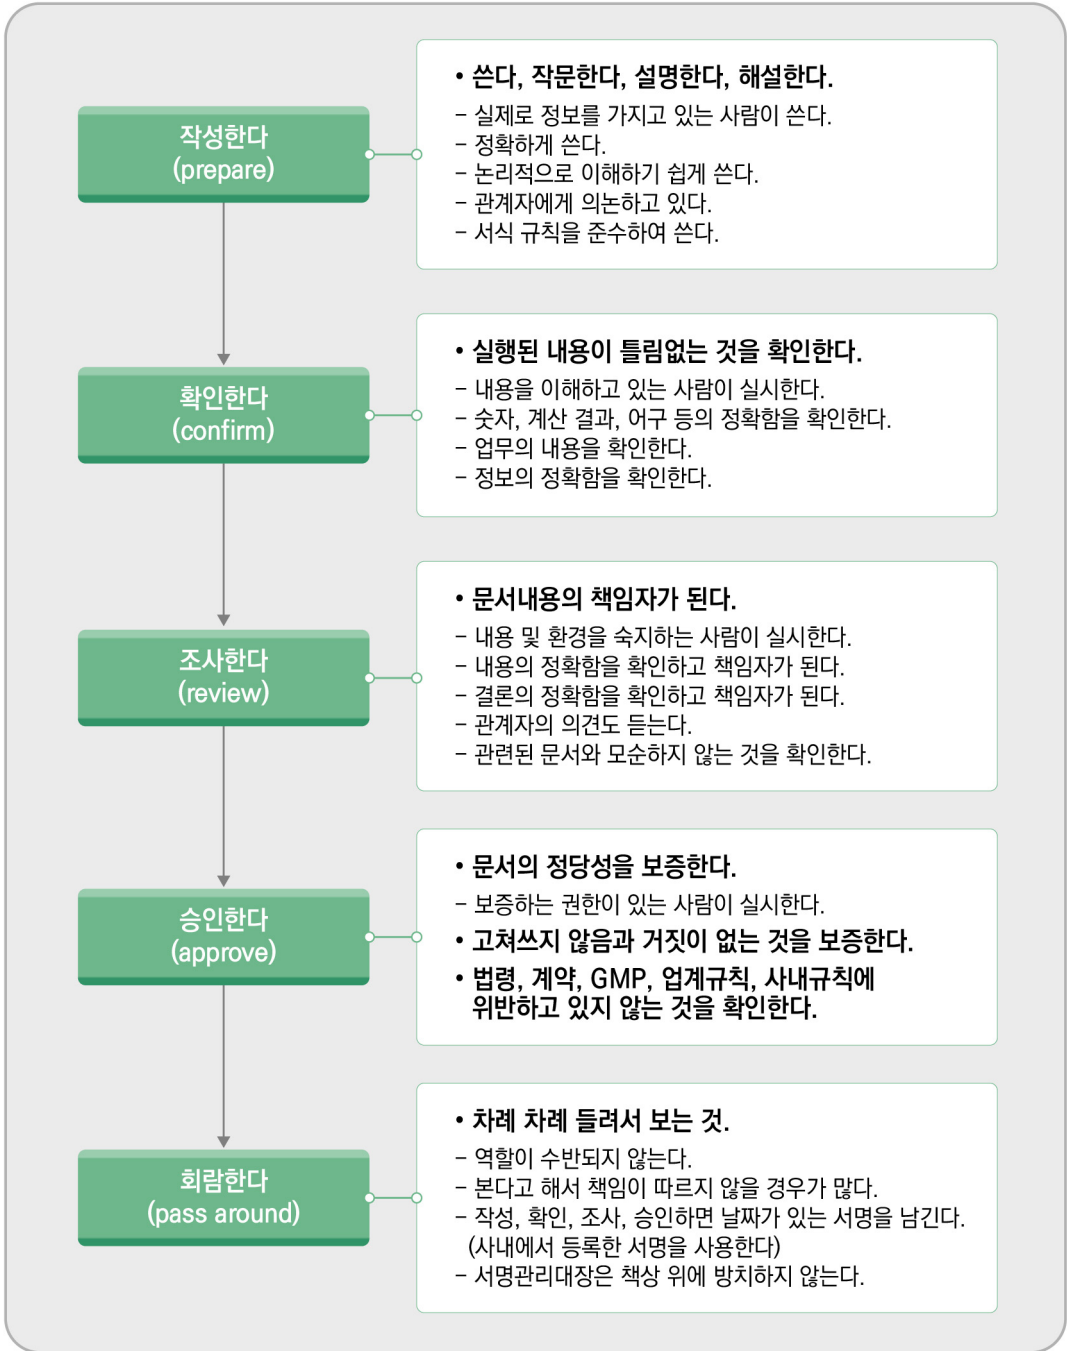 작성한다
(prepare)
• 쓴다, 작문한다, 설명한다, 해설한다.
– 실제로 정보를 가지고 있는 사람이 쓴다.
– 정확하게 쓴다.
– 논리적으로 이해하기 쉽게 쓴다.
– 관계자에게 의논하고 있다.
– 서식 규칙을 준수하여 쓴다.
확인한다
(confirm)
• 실행된 내용이 틀림없는 것을 확인한다.
– 내용을 이해하고 있는 사람이 실시한다.
– 숫자, 계산 결과, 어구 등의 정확함을 확인한다.
– 업무의 내용을 확인한다.
– 정보의 정확함을 확인한다.
조사한다
(review)
• 문서내용의 책임자가 된다.
– 내용 및 환경을 숙지하는 사람이 실시한다.
– 내용의 정확함을 확인하고 책임자가 된다.
– 결론의 정확함을 확인하고 책임자가 된다.
– 관계자의 의견도 듣는다.
– 관련된 문서와 모순하지 않는 것을 확인한다.
승인한다
(approve)
• 문서의 정당성을 보증한다.
– 보증하는 권한이 있는 사람이 실시한다.
• 고쳐쓰지 않음과 거짓이 없는 것을 보증한다.
• 법령, 계약, GMP, 업계규칙, 사내규칙에
위반하고 있지 않는 것을 확인한다.
회람한다
(pass around)
• 차례 차례 들려서 보는 것.
– 역할이 수반되지 않는다.
– 본다고 해서 책임이 따르지 않을 경우가 많다.
– 작성, 확인, 조사, 승인하면 날짜가 있는 서명을 남긴다.
(사내에서 등록한 서명을 사용한다)
– 서명관리대장은 책상 위에 방치하지 않는다.